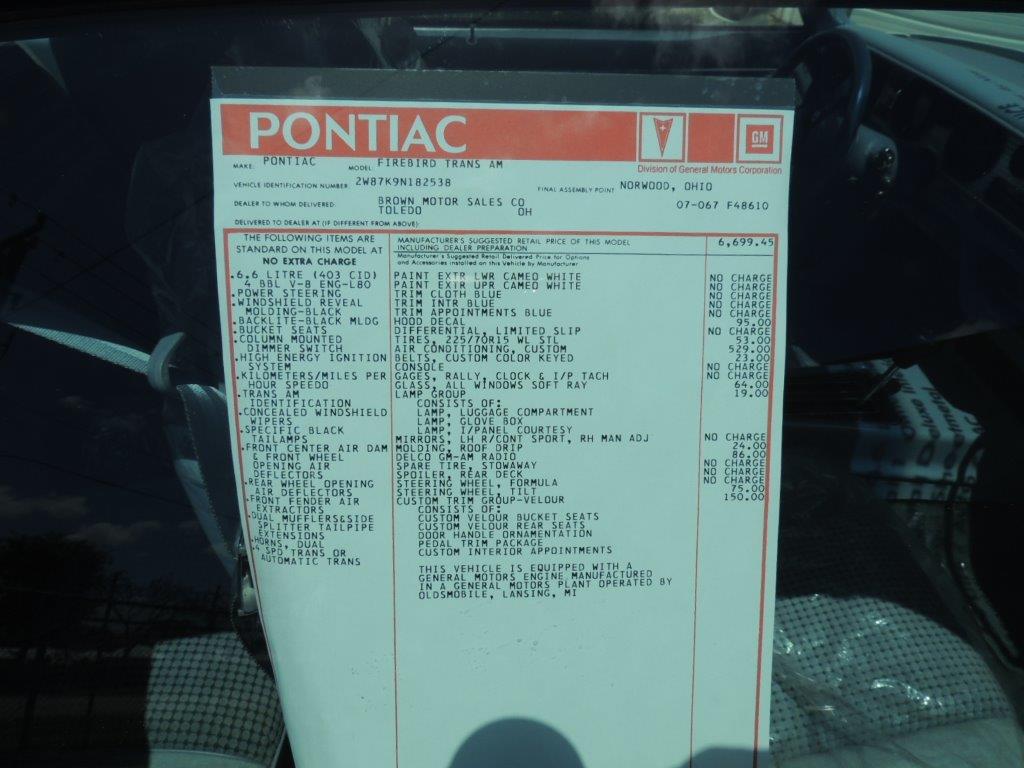 PONTIAC
GM
Division of General Motors Corporation
MAKE: PONTIAC MODEL: FIREBIRD TRANS AM
VEHICLE IDENTIFICATION NUMBER: 2W87K9N182538 FINAL ASSEMBLY POINT NORWOOD, OHIO
DEALER TO WHOM DELIVERED: BROWN MOTOR SALES CO 07-067 F48610
TOLEDO OH
DELIVERED TO DEALER AT (IF DIFFERENT FROM ABOVE)
THE FOLLOWING ITEMS ARE
STANDARD ON THIS MODEL AT
NO EXTRA CHARGE
.6.6 LITRE (403 CID)
4 BBL V-8 ENG-L80
.POWER STEERING
.WINDSHIELD REVEAL
MOLDING-BLACK
.BACKLITE-BLACK MLDG
.BUCKET SEATS
.COLUMN MOUNTED
DIMMER SWITCH
.HIGH ENERGY IGNITION
SYSTEM
.KILOMETERS/MILES PER
HOUR SPEEDO
.TRANS AM
IDENTIFICATION
.CONCEALED WINDSHIELD
WIPERS
.SPECIFIC BLACK
TAILAMPS
.FRONT CENTER AIR DAM
& FRONT WHEEL
OPENING AIR
DEFLECTORS
.REAR WHEEL OPENING
AIR DEFLECTORS
.FRONT FENDER AIR
EXTRACTORS
.DUAL MUFFLERS&SIDE
SPLITTER TAILPIPE
EXTENSIONS
.HORNS, DUAL
.4 SPD TRANS OR
AUTOMATIC TRANS
MANUFACTURER'S SUGGESTED RETAIL PRICE OF THIS MODEL 6,699.45
INCLUDING DEALER PREPARATION
Manufacturer's Suggested Retail Delivered Price for Options
and Accessories installed on this Vehicle by Manufacturer
PAINT EXTR LWR CAMEO WHITE NO CHARGE
PAINT EXTR UPR CAMEO WHITE NO CHARGE
TRIM CLOTH BLUE NO CHARGE
TRIM INTR BLUE NO CHARGE
TRIM APPOINTMENTS BLUE NO CHARGE
HOOD DECAL 95.00
DIFFERENTIAL, LIMITED SLIP NO CHARGE
TIRES, 225/70R15 WL STL 53.00
AIR CONDITIONING, CUSTOM 529.00
BELTS, CUSTOM COLOR KEYED 23.00
CONSOLE NO CHARGE
GAGES, RALLY, CLOCK & I/P TACH NO CHARGE
GLASS, ALL WINDOWS SOFT RAY 64.00
LAMP GROUP 19.00
CONSISTS OF:
LAMP, LUGGAGE COMPARTMENT
LAMP, GLOVE BOX
LAMP, I/PANEL COURTESY
MIRRORS, LH R/CONT SPORT, RH MAN ADJ NO CHARGE
MOLDING, ROOF DRIP 24.00
DELCO GM-AM RADIO 86.00
SPARE TIRE, STOWAWAY NO CHARGE
SPOILER, REAR DECK NO CHARGE
STEERING WHEEL, FORMULA NO CHARGE
STEERING WHEEL, TILT 75.00
CUSTOM TRIM GROUP-VELOUR 150.00
CONSISTS OF:
CUSTOM VELOUR BUCKET SEATS
CUSTOM VELOUR REAR SEATS
DOOR HANDLE ORNAMENTATION
PEDAL TRIM PACKAGE
CUSTOM INTERIOR APPOINTMENTS
THIS VEHICLE IS EQUIPPED WITH A
GENERAL MOTORS ENGINE MANUFACTURED
IN A GENERAL MOTORS PLANT OPERATED BY
OLDSMOBILE, LANSING, MI